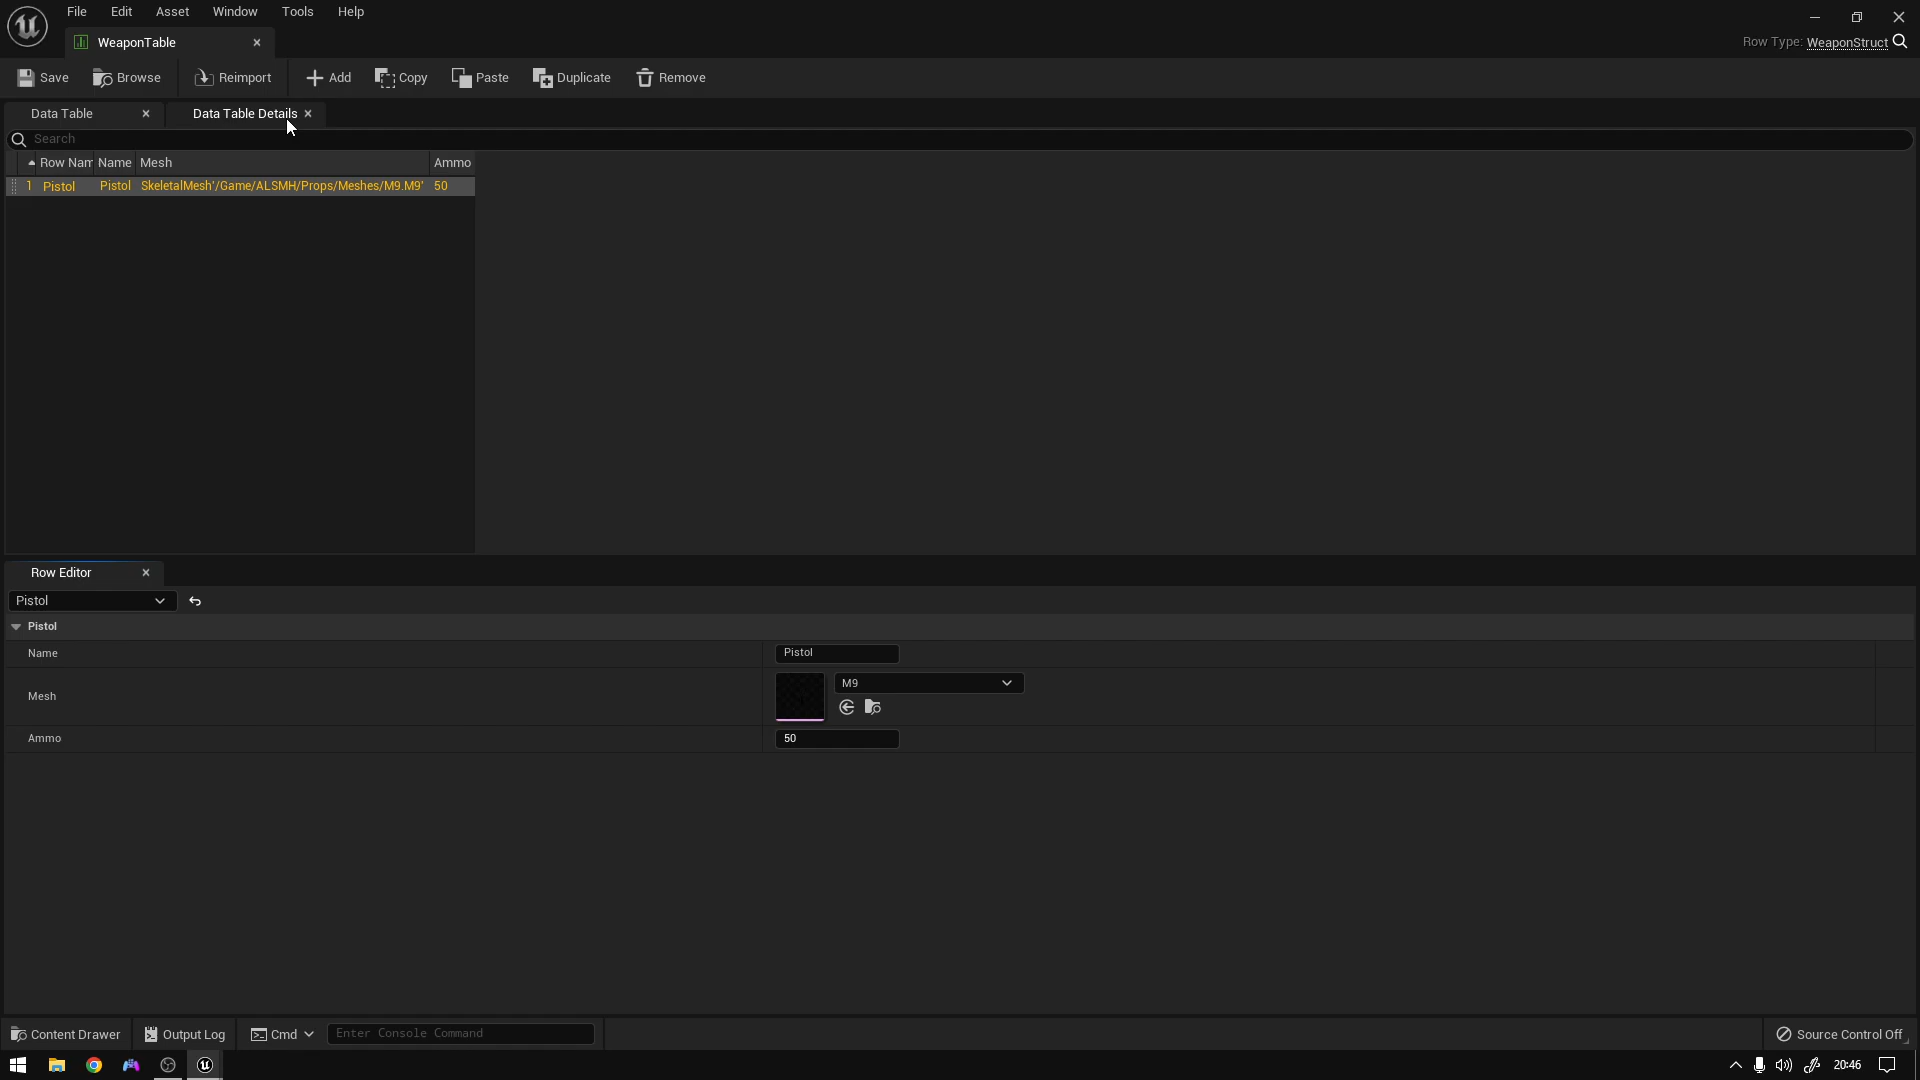 File Edit Asset Window Tools Help
WeaponTable
Row Type: WeaponStruct
Save Browse Reimport Add Copy Paste Duplicate Remove
Data Table Data Table Details
Search
Row Nam Name Mesh Ammo
1 Pistol Pistol SkeletalMesh'/Game/ALSMH/Props/Meshes/M9.M9' 50
Row Editor
Pistol
Pistol
Name Pistol
Mesh M9
Ammo 50
Content Drawer Output Log Cmd Enter Console Command Source Control Off
20:46